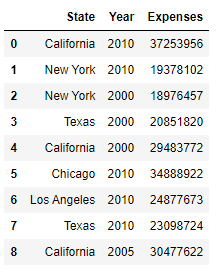 State Year Expenses
0 California 2010 37253956
1 New York 2010 19378102
2 New York 2000 18976457
3 Texas 2000 20851820
4 California 2000 29483772
5 Chicago 2010 34888922
6 Los Angeles 2010 24877673
7 Texas 2010 23098724
8 California 2005 30477622